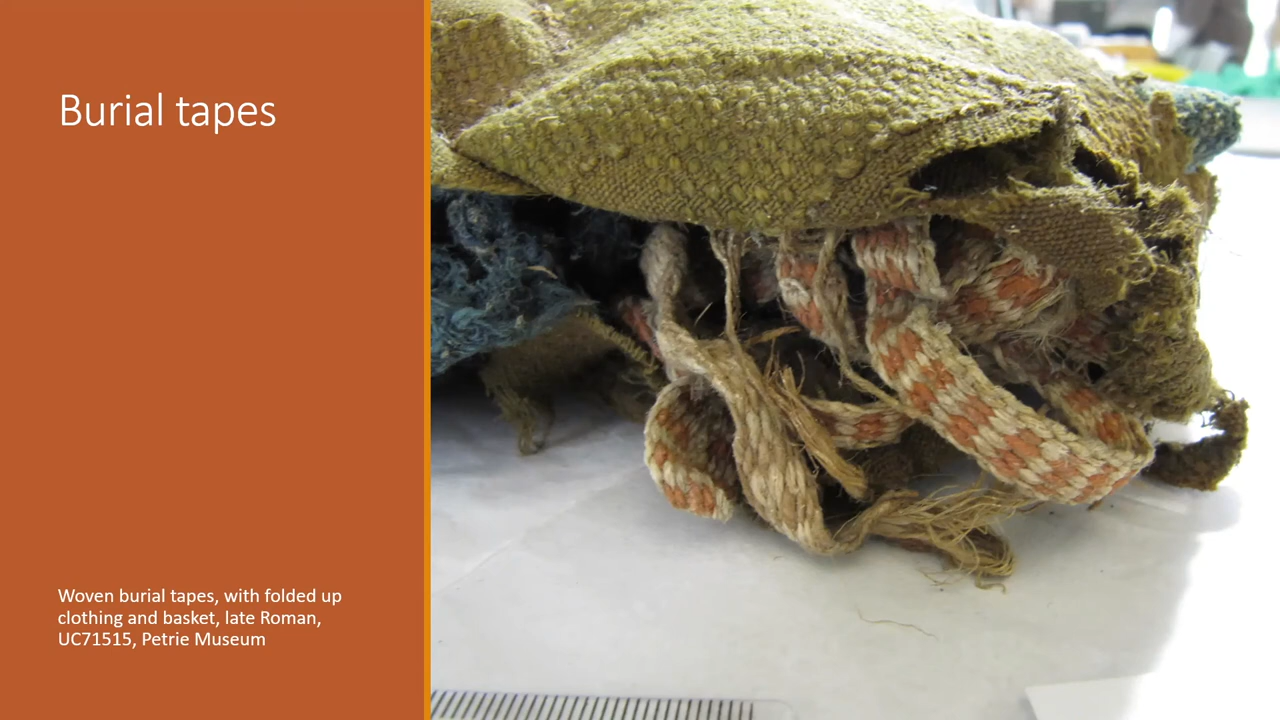 Burial tapes
Woven burial tapes, with folded up
clothing and basket, late Roman,
UC71515, Petrie Museum